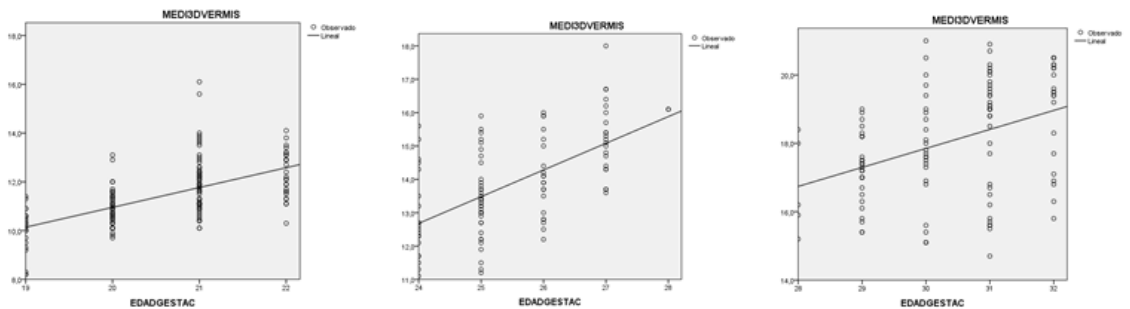 MEDI3DVERMIS
Observado
Lineal
18,0
16,0
14,0
12,0
10,0
8,0
19
20
21
22
EDADGESTAC
MEDI3DVERMIS
Observado
Lineal
18,0
17,0
16,0
15,0
14,0
13,0
12,0
11,0
24
25
26
27
28
EDADGESTAC
MEDI3DVERMIS
Observado
Lineal
20,0
18,0
16,0
14,0
28
29
30
31
32
EDADGESTAC